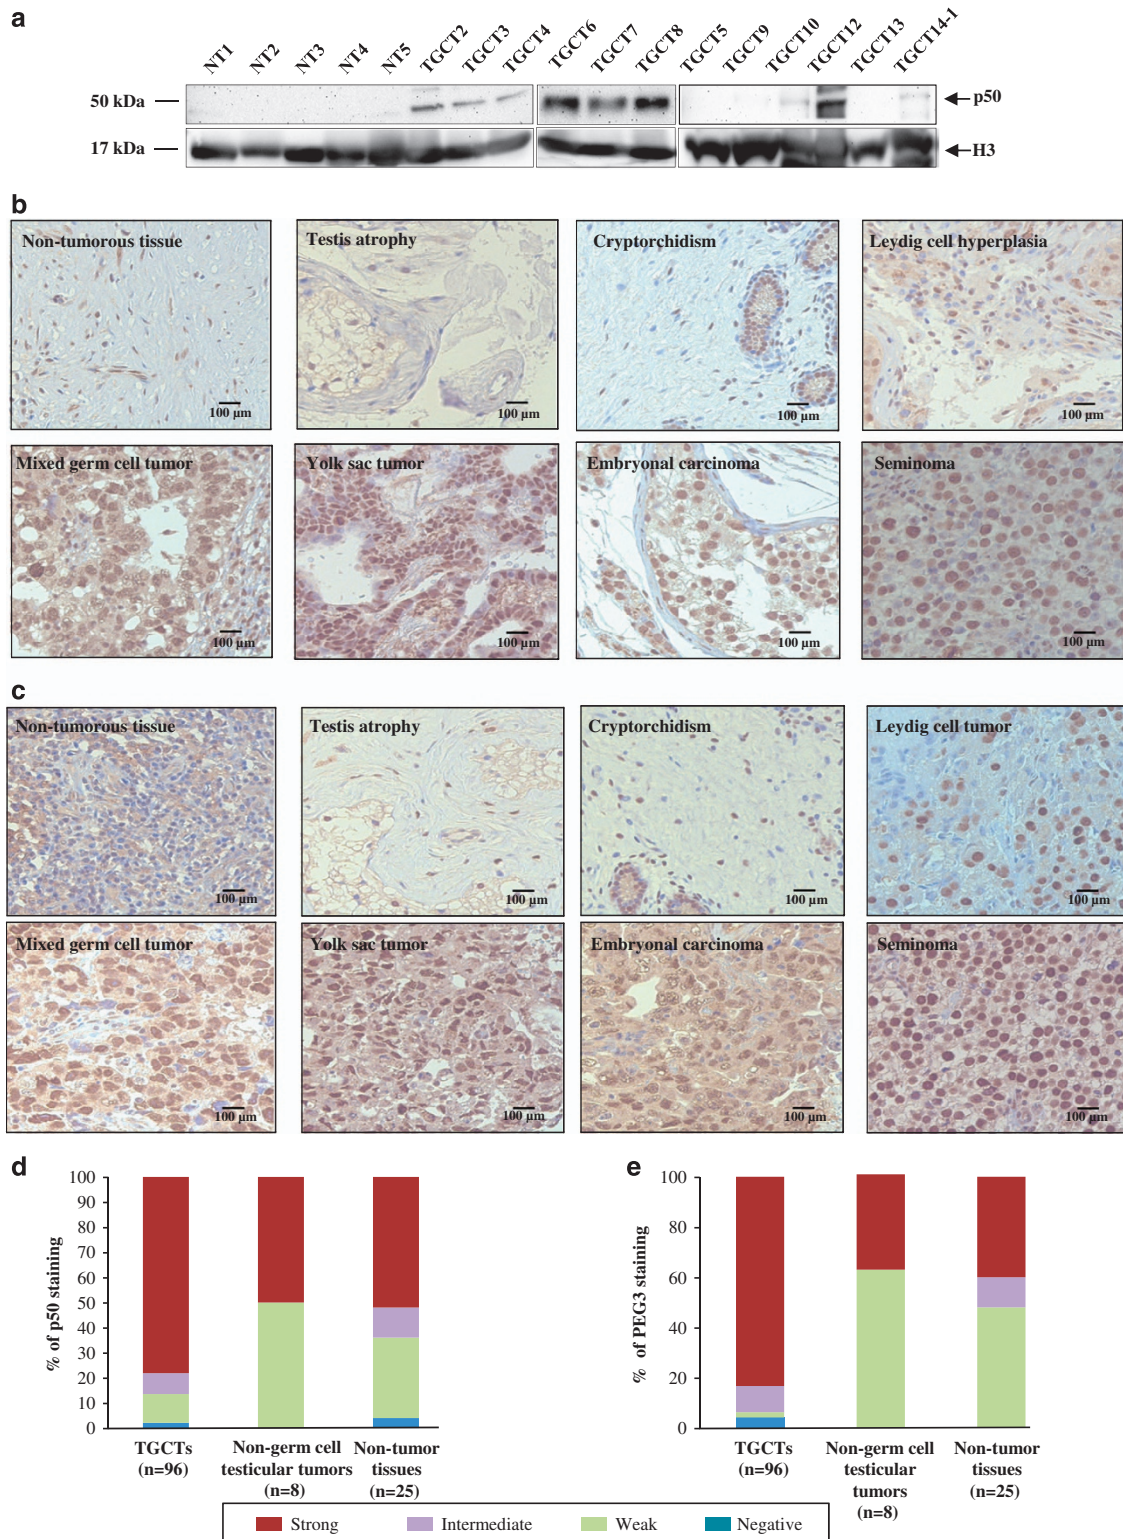 a
NT1 NT2 NT3 NT4 NT5 TGCT2 TGCT3 TGCT4 TGCT6 TGCT7 TGCT8 TGCT5 TGCT9 TGCT10 TGCT12 TGCT13 TGCT14-1
50 kDa
p50
17 kDa
H3
b
Non-tumorous tissue
100 µm
Testis atrophy
100 µm
Cryptorchidism
100 µm
Leydig cell hyperplasia
100 µm
Mixed germ cell tumor
100 µm
Yolk sac tumor
100 µm
Embryonal carcinoma
100 µm
Seminoma
100 µm
c
Non-tumorous tissue
100 µm
Testis atrophy
100 µm
Cryptorchidism
100 µm
Leydig cell tumor
100 µm
Mixed germ cell tumor
100 µm
Yolk sac tumor
100 µm
Embryonal carcinoma
100 µm
Seminoma
100 µm
d
% of p50 staining
100
90
80
70
60
50
40
30
20
10
0
TGCTs
(n=96)
Non-germ cell
testicular tumors
(n=8)
Non-tumor
tissues
(n=25)
e
% of PEG3 staining
100
80
60
40
20
0
TGCTs
(n=96)
Non-germ cell
testicular
tumors
(n=8)
Non-tumor
tissues
(n=25)
Strong Intermediate Weak Negative